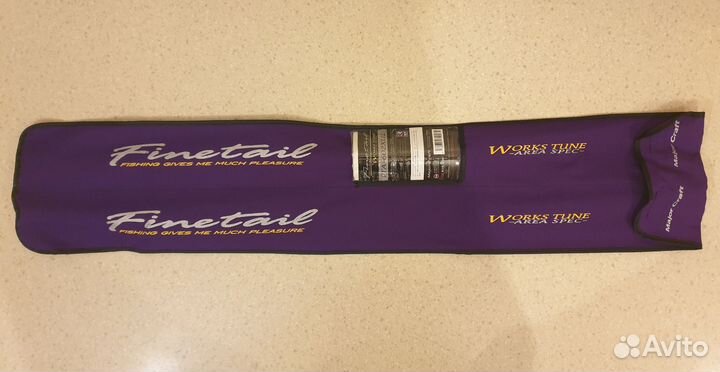 Finetail
FISHING GIVES ME MUCH PLEASURE
WORKS TUNE
AREA SPEC
Major Craft
Finetail
FISHING GIVES ME MUCH PLEASURE
WORKS TUNE
AREA SPEC
Major Craft
Avito